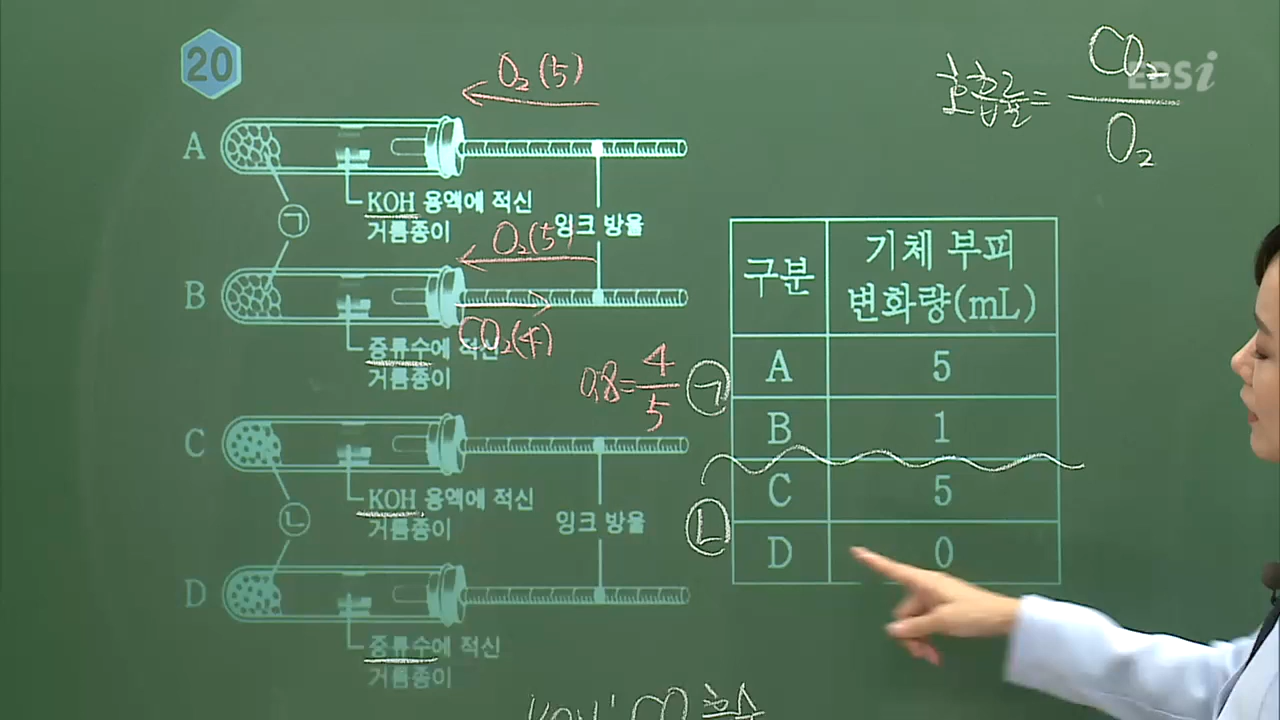 20
O₂(5)
호흡률 = CO₂/O₂
EBSi
A
KOH 용액에 적신
거름종이
㉠
잉크 방울
O₂(5)
B
CO₂(4)
증류수에 적신
거름종이
0.8 = 4/5 ㉠
C
KOH 용액에 적신
거름종이
㉡
잉크 방울
D
증류수에 적신
거름종이
구분 기체 부피 변화량(mL)
A 5
B 1
C 5
㉡
D 0